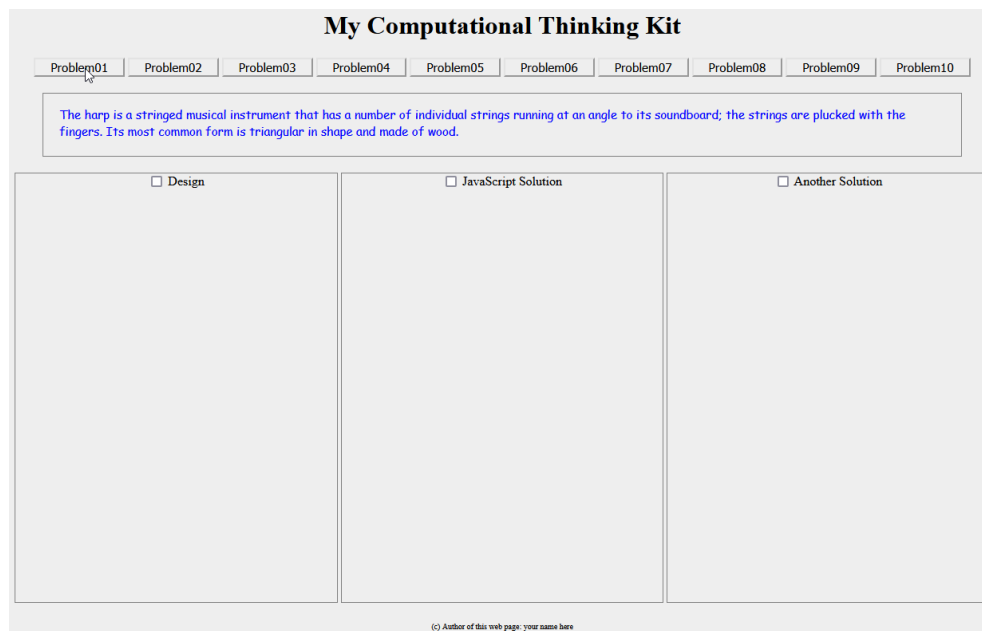 My Computational Thinking Kit
Problem01 Problem02 Problem03 Problem04 Problem05 Problem06 Problem07 Problem08 Problem09 Problem10
The harp is a stringed musical instrument that has a number of individual strings running at an angle to its soundboard; the strings are plucked with the
fingers. Its most common form is triangular in shape and made of wood.
Design JavaScript Solution Another Solution
(c) Author of this web page: your name here